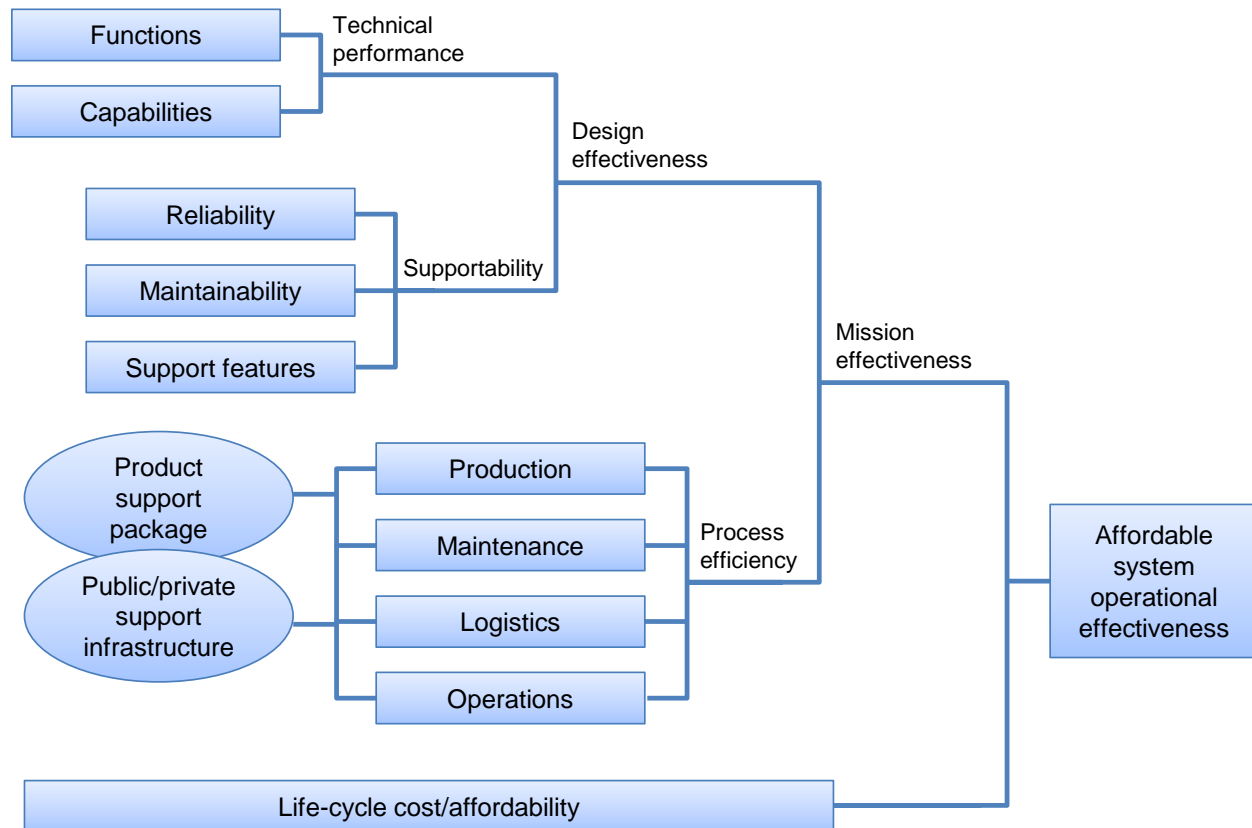 Functions
Technical
performance
Capabilities
Design
effectiveness
Reliability
Supportability
Maintainability
Support features
Mission
effectiveness
Product
support
package
Public/private
support
infrastructure
Production
Maintenance
Logistics
Operations
Process
efficiency
Affordable
system
operational
effectiveness
Life-cycle cost/affordability